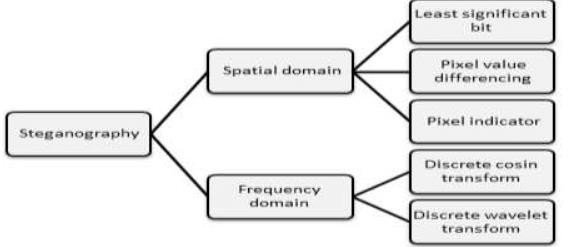 Steganography
Spatial domain
Least significant
bit
Pixel value
differencing
Pixel indicator
Frequency
domain
Discrete cosin
transform
Discrete wavelet
transform